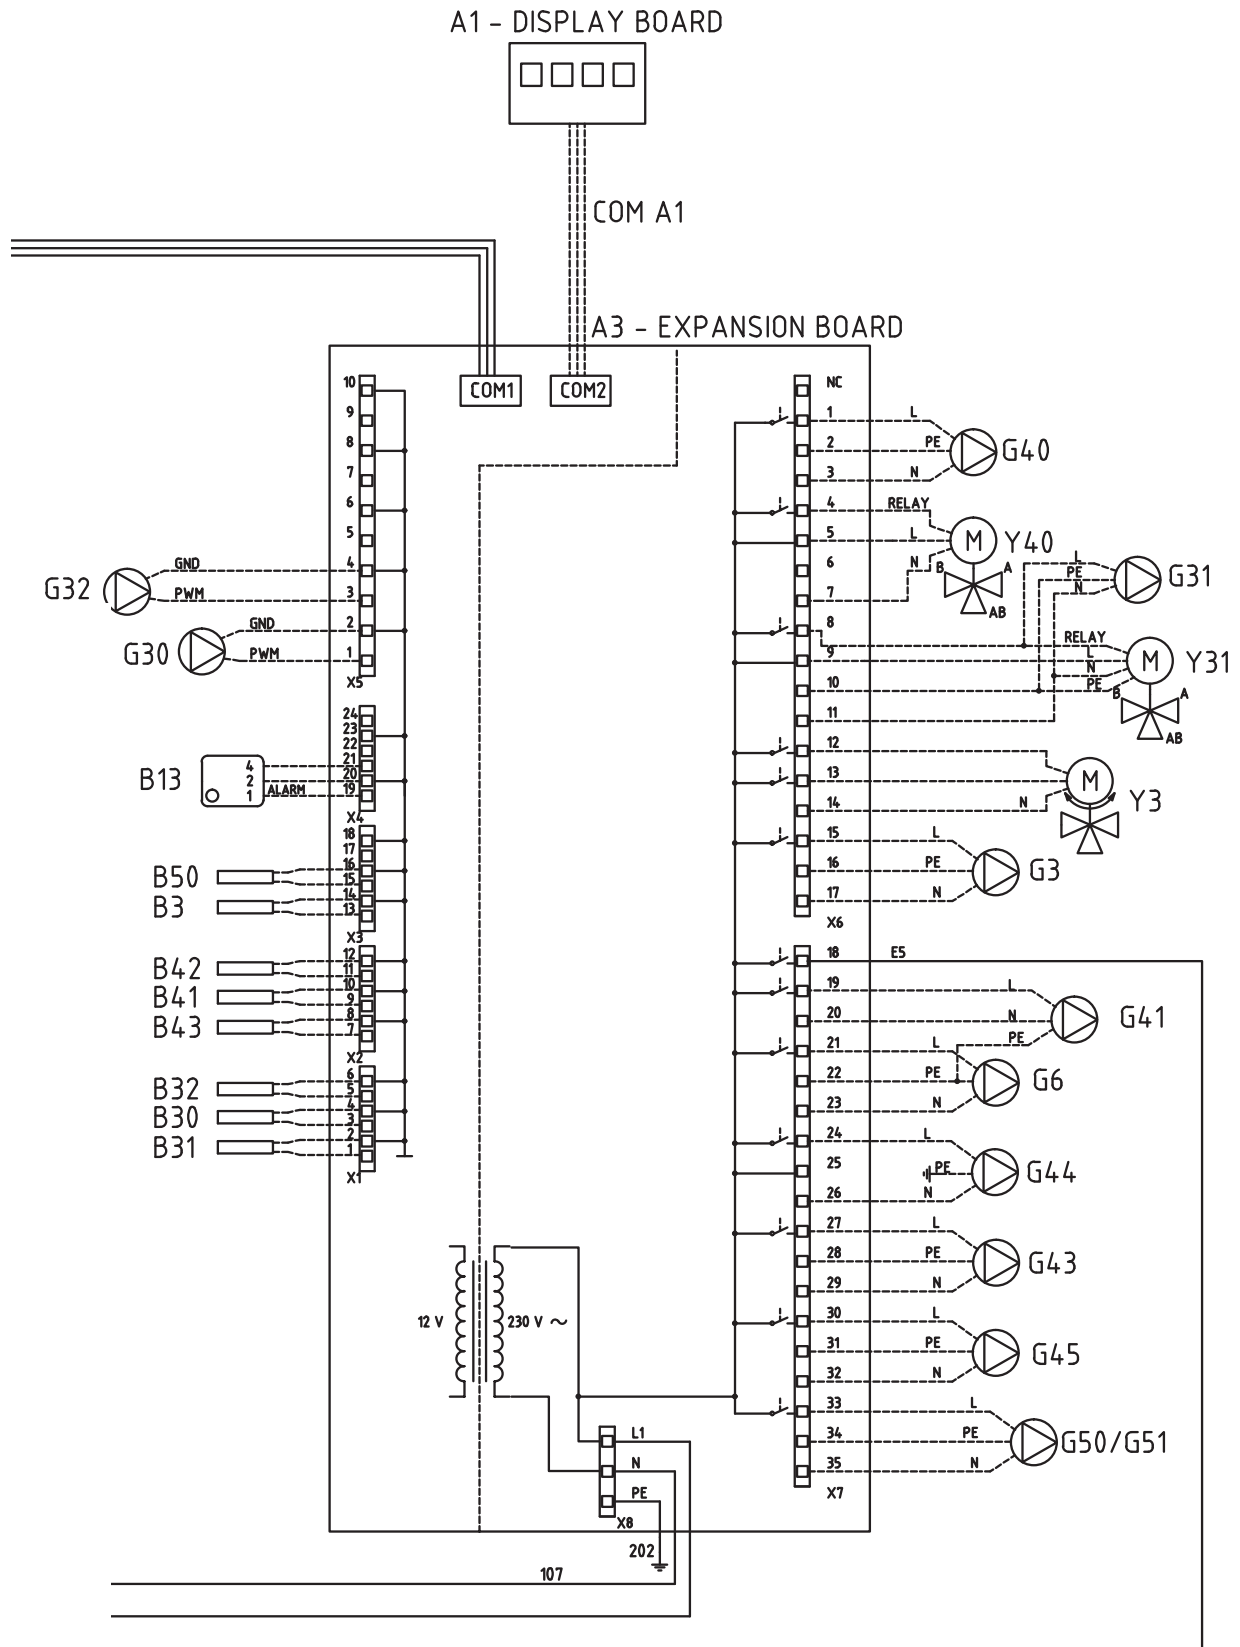 A1 - DISPLAY BOARD
COM A1
A3 - EXPANSION BOARD
COM1
COM2
10
9
8
7
6
5
4
3
2
1
X5
G32
GND
PWM
G30
GND
PWM
24
23
22
21
20
19
X4
B13
4
2
1
ALARM
18
17
16
15
14
13
X3
B50
B3
12
11
10
9
8
7
X2
B42
B41
B43
6
5
4
3
2
1
X1
B32
B30
B31
12 V
230 V ~
L1
N
PE
X8
202
107
NC
1
2
3
4
5
6
7
8
9
10
11
12
13
14
15
16
17
X6
L
PE
N
G40
RELAY
L
N
M
Y40
B
A
AB
L
PE
N
G31
RELAY
L
N
PE
M
Y31
B
A
AB
N
M
Y3
L
PE
N
G3
18
19
20
21
22
23
24
25
26
27
28
29
30
31
32
33
34
35
X7
E5
L
N
PE
G41
L
PE
N
G6
L
PE
N
G44
L
PE
N
G43
L
PE
N
G45
L
PE
N
G50/G51